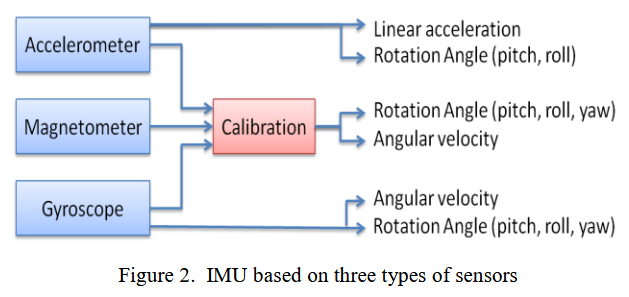 Accelerometer
Linear acceleration
Rotation Angle (pitch, roll)
Magnetometer
Calibration
Rotation Angle (pitch, roll, yaw)
Angular velocity
Gyroscope
Angular velocity
Rotation Angle (pitch, roll, yaw)
Figure 2. IMU based on three types of sensors